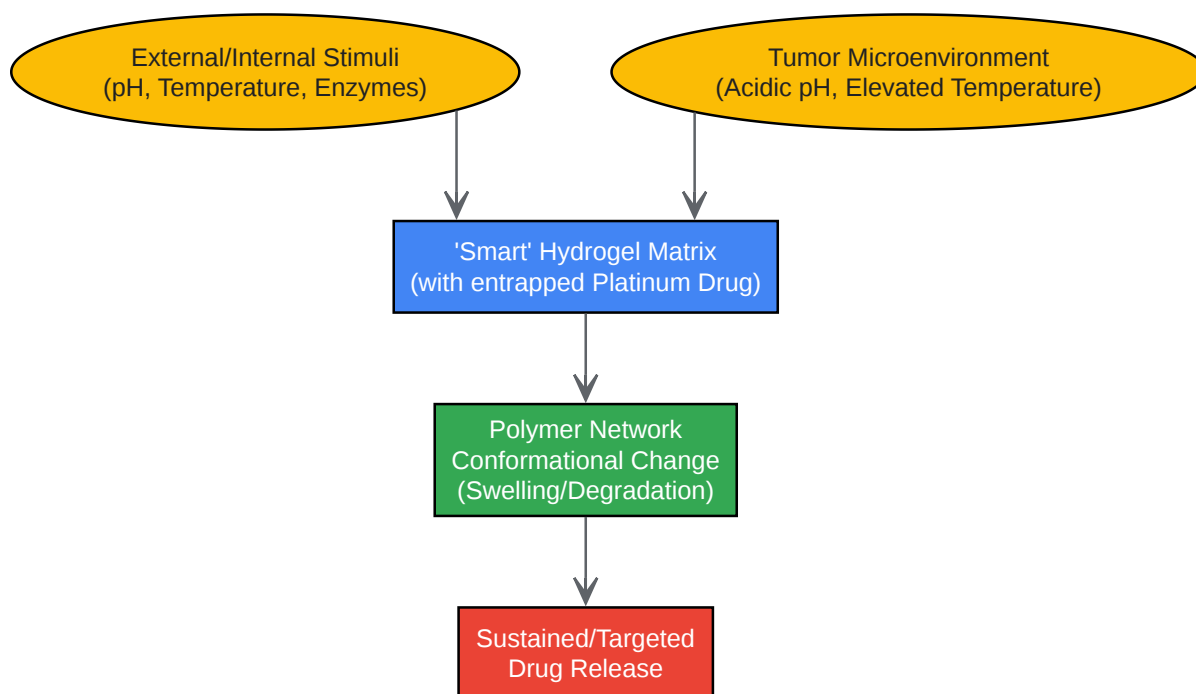 External/Internal Stimuli
(pH, Temperature, Enzymes)
Tumor Microenvironment
(Acidic pH, Elevated Temperature)
'Smart' Hydrogel Matrix
(with entrapped Platinum Drug)
Polymer Network
Conformational Change
(Swelling/Degradation)
Sustained/Targeted
Drug Release